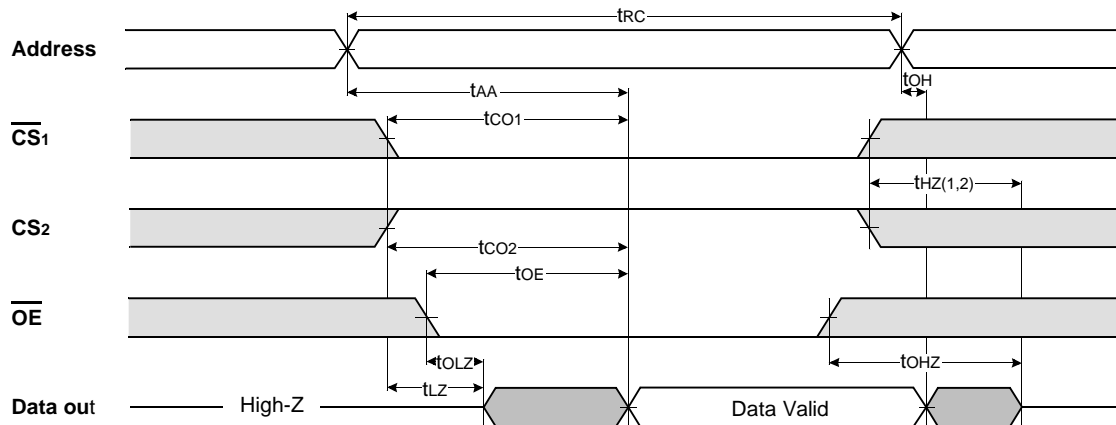 tRC
Address
tOH
tAA
tCO1
CS1
tHZ(1,2)
CS2
tCO2
tOE
OE
tOLZ
tOHZ
tLZ
Data out High-Z Data Valid